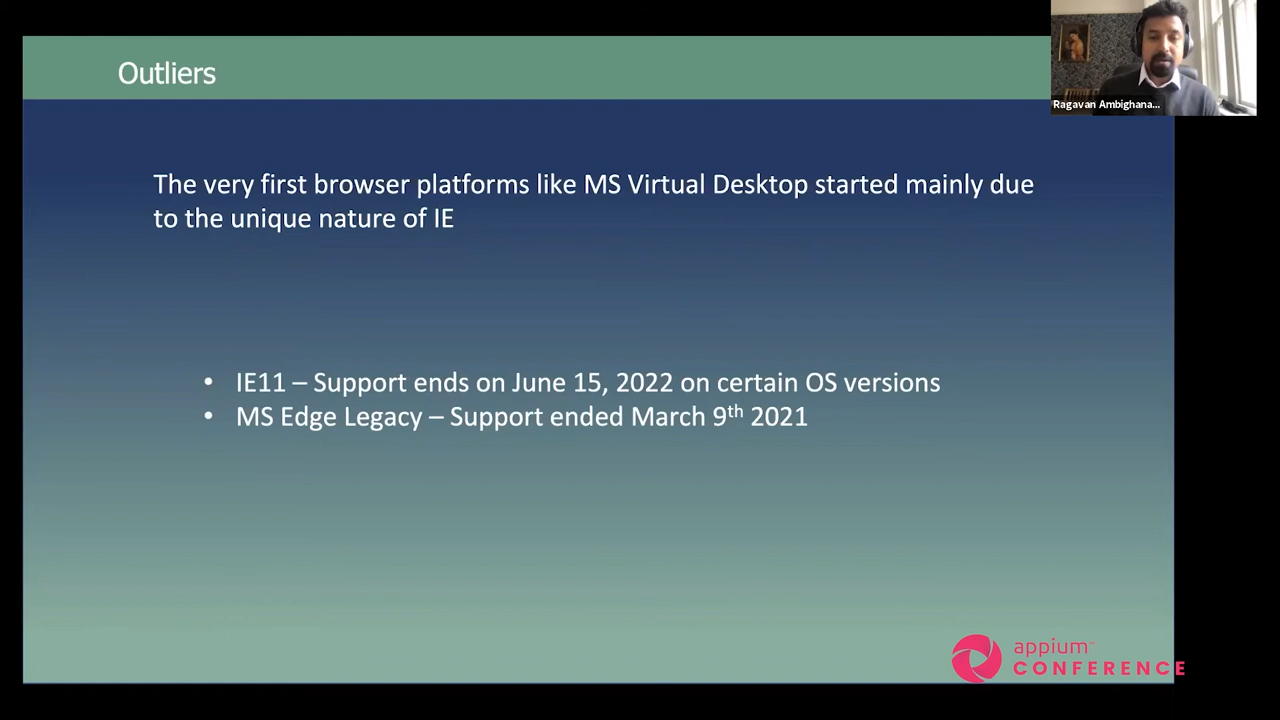 Outliers
Ragavan Ambighana...
The very first browser platforms like MS Virtual Desktop started mainly due
to the unique nature of IE
• IE11 – Support ends on June 15, 2022 on certain OS versions
• MS Edge Legacy – Support ended March 9th 2021
appium™
CONFERENCE